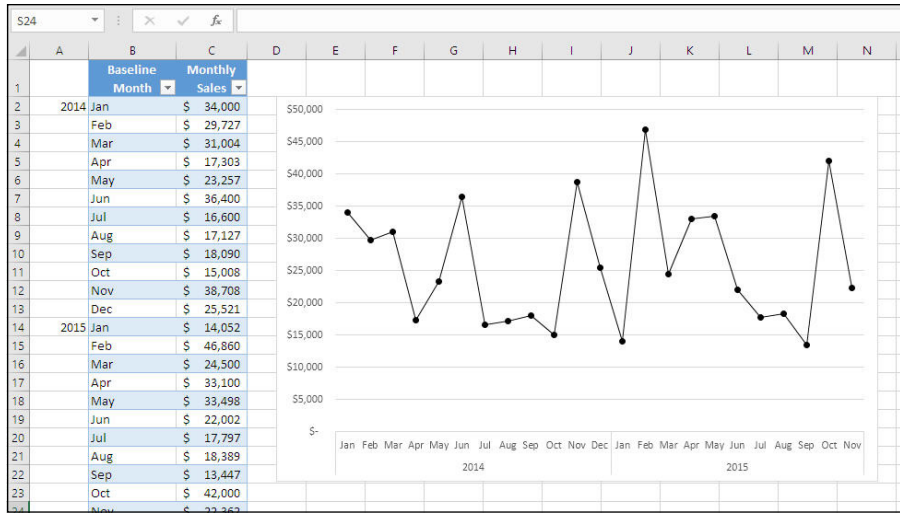 S24 fx
A B C D E F G H I J K L M N
Baseline Monthly
1 Month Sales
2 2014 Jan $ 34,000
3 Feb $ 29,727
4 Mar $ 31,004
5 Apr $ 17,303
6 May $ 23,257
7 Jun $ 36,400
8 Jul $ 16,600
9 Aug $ 17,127
10 Sep $ 18,090
11 Oct $ 15,008
12 Nov $ 38,708
13 Dec $ 25,521
14 2015 Jan $ 14,052
15 Feb $ 46,860
16 Mar $ 24,500
17 Apr $ 33,100
18 May $ 33,498
19 Jun $ 22,002
20 Jul $ 17,797
21 Aug $ 18,389
22 Sep $ 13,447
23 Oct $ 42,000
24 Nov $ 22,362
$50,000
$45,000
$40,000
$35,000
$30,000
$25,000
$20,000
$15,000
$10,000
$5,000
$-
Jan Feb Mar Apr May Jun Jul Aug Sep Oct Nov Dec Jan Feb Mar Apr May Jun Jul Aug Sep Oct Nov
2014 2015